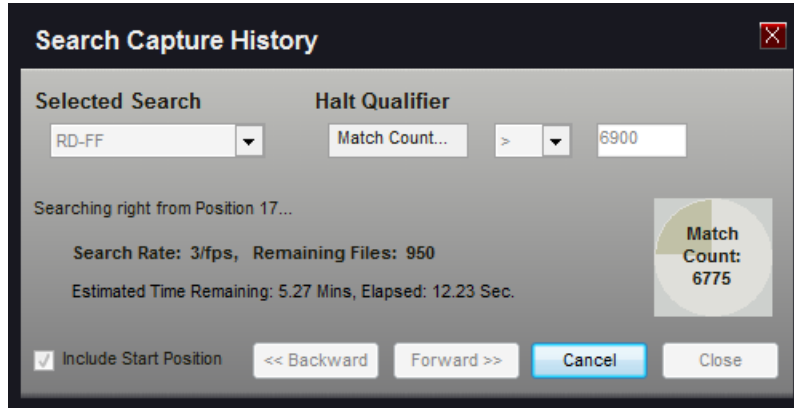 Search Capture History
Selected Search
Halt Qualifier
RD-FF
Match Count...
>
6900
Searching right from Position 17...
Search Rate: 3/fps, Remaining Files: 950
Estimated Time Remaining: 5.27 Mins, Elapsed: 12.23 Sec.
Match
Count:
6775
Include Start Position
<< Backward
Forward >>
Cancel
Close